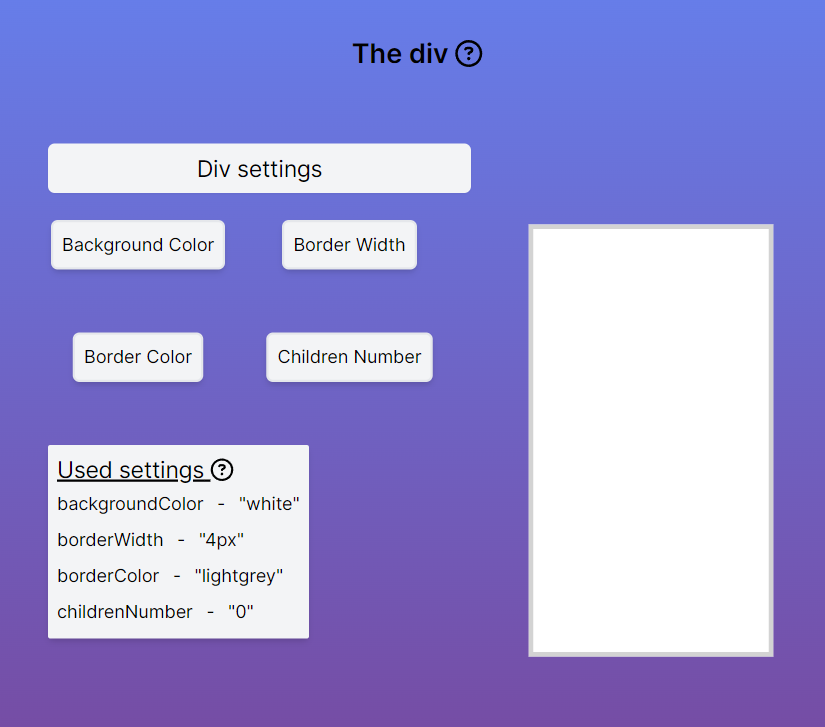 The div ?
Div settings
Background Color
Border Width
Border Color
Children Number
Used settings ?
backgroundColor - "white"
borderWidth - "4px"
borderColor - "lightgrey"
childrenNumber - "0"